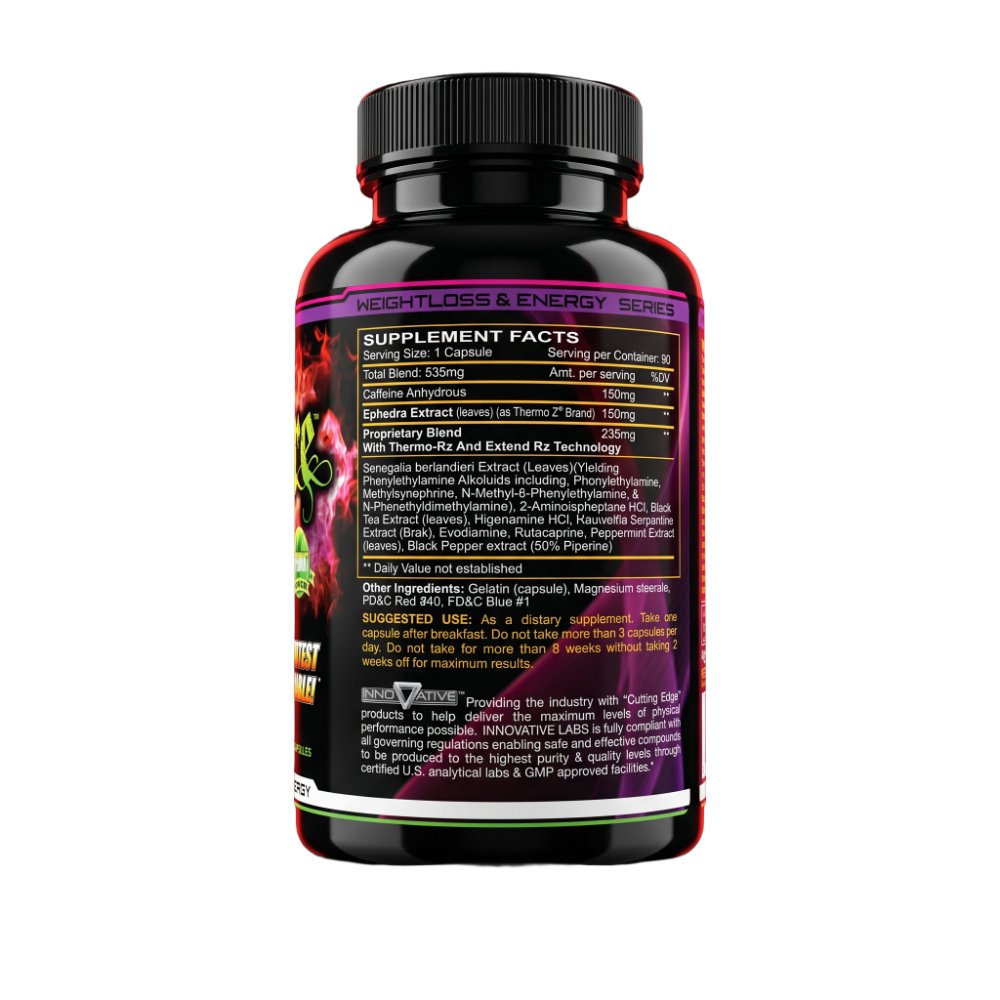 WEIGHTLOSS & ENERGY SERIES
SUPPLEMENT FACTS
Serving Size: 1 Capsule Serving per Container: 90
Total Blend: 535mg Amt. per serving %DV
Caffeine Anhydrous 150mg **
Ephedra Extract (leaves) (as Thermo Z® Brand) 150mg **
Proprietary Blend 235mg **
With Thermo-Rz And Extend Rz Technology
Senegalia berlandieri Extract (Leaves)(Ylelding
Phenylethylamine Alkoluids including, Phonylethylamine,
Methylsynephrine, N-Methyl-ß-Phenylethylamine, &
N-Phenethyldimethylamine), 2-Aminoispheptane HCl, Black
Tea Extract (leaves), Higenamine HCl, Kauwelfla Serpantine
Extract (Brak), Evodiamine, Rutacaprine, Peppermint Extract
(leaves), Black Pepper extract (50% Piperine)
** Daily Value not established
Other Ingredients: Gelatin (capsule), Magnesium steerale,
PD&C Red 340, FD&C Blue #1
SUGGESTED USE: As a distary supplement. Take one
capsule after breakfast. Do not take more than 3 capsules per
day. Do not take for more than 8 weeks without taking 2
weeks off for maximum results.
INNOVATIVE™ Providing the industry with “Cutting Edge”
products to help deliver the maximum levels of physical
performance possible. INNOVATIVE LABS is fully compliant with
all governing regulations enabling safe and effective compounds
to be produced to the highest purity & quality levels through
certified U.S. analytical labs & GMP approved facilities.*